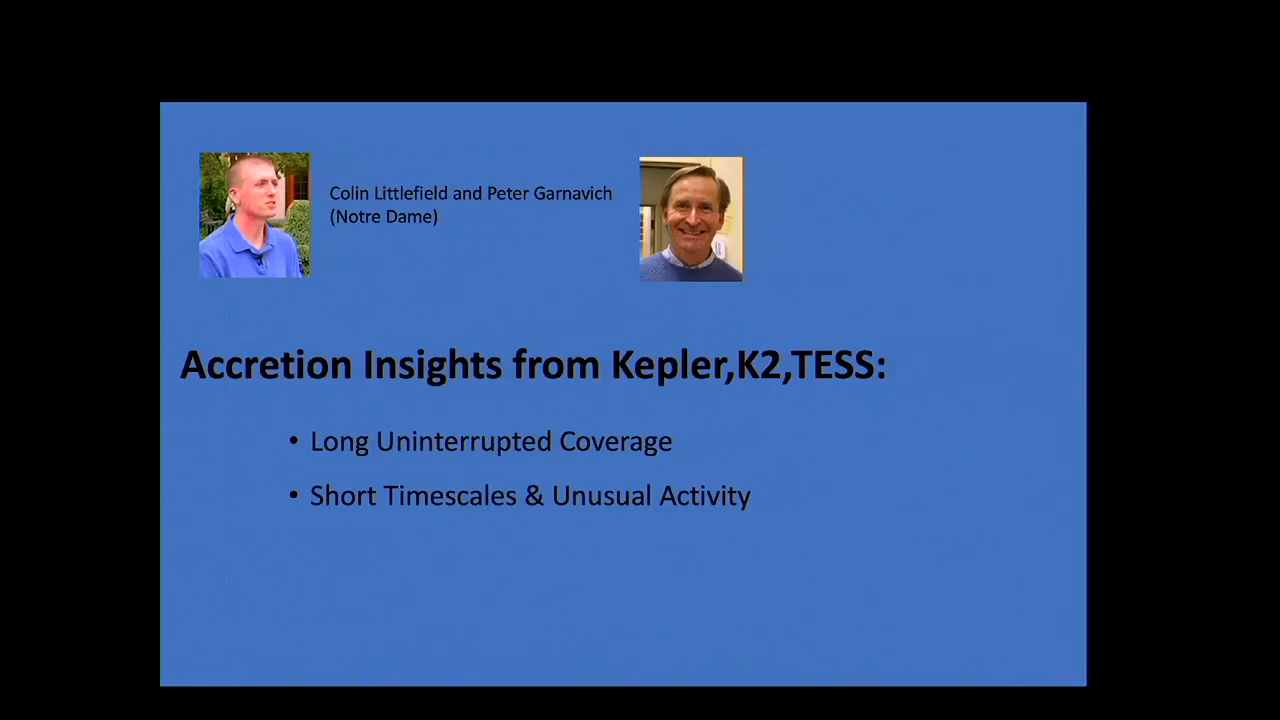 Colin Littlefield and Peter Garnavich
(Notre Dame)
Accretion Insights from Kepler,K2,TESS:
• Long Uninterrupted Coverage
• Short Timescales & Unusual Activity